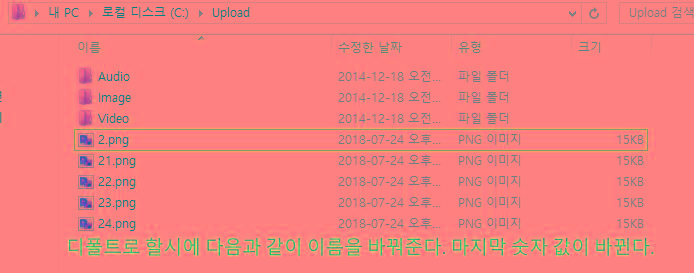 내 PC > 로컬 디스크 (C:) > Upload Upload 검색
이름 수정한 날짜 유형 크기
Audio 2014-12-18 오전... 파일 폴더
Image 2014-12-18 오전... 파일 폴더
Video 2014-12-18 오전... 파일 폴더
2.png 2018-07-24 오후... PNG 이미지 15KB
21.png 2018-07-24 오후... PNG 이미지 15KB
22.png 2018-07-24 오후... PNG 이미지 15KB
23.png 2018-07-24 오후... PNG 이미지 15KB
24.png 2018-07-24 오후... PNG 이미지 15KB
디폴트로 할시에 다음과 같이 이름을 바꿔준다. 마지막 숫자 값이 바뀐다.